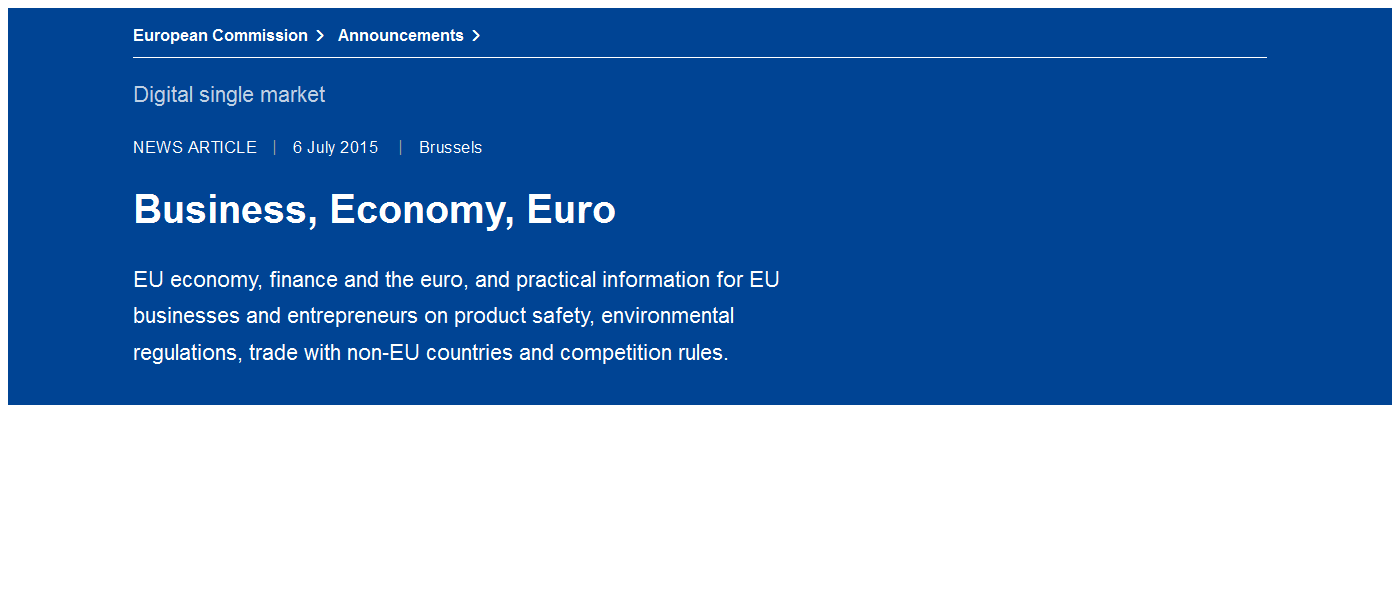 European Commission > Announcements >
Digital single market
NEWS ARTICLE | 6 July 2015 | Brussels
Business, Economy, Euro
EU economy, finance and the euro, and practical information for EU
businesses and entrepreneurs on product safety, environmental
regulations, trade with non-EU countries and competition rules.